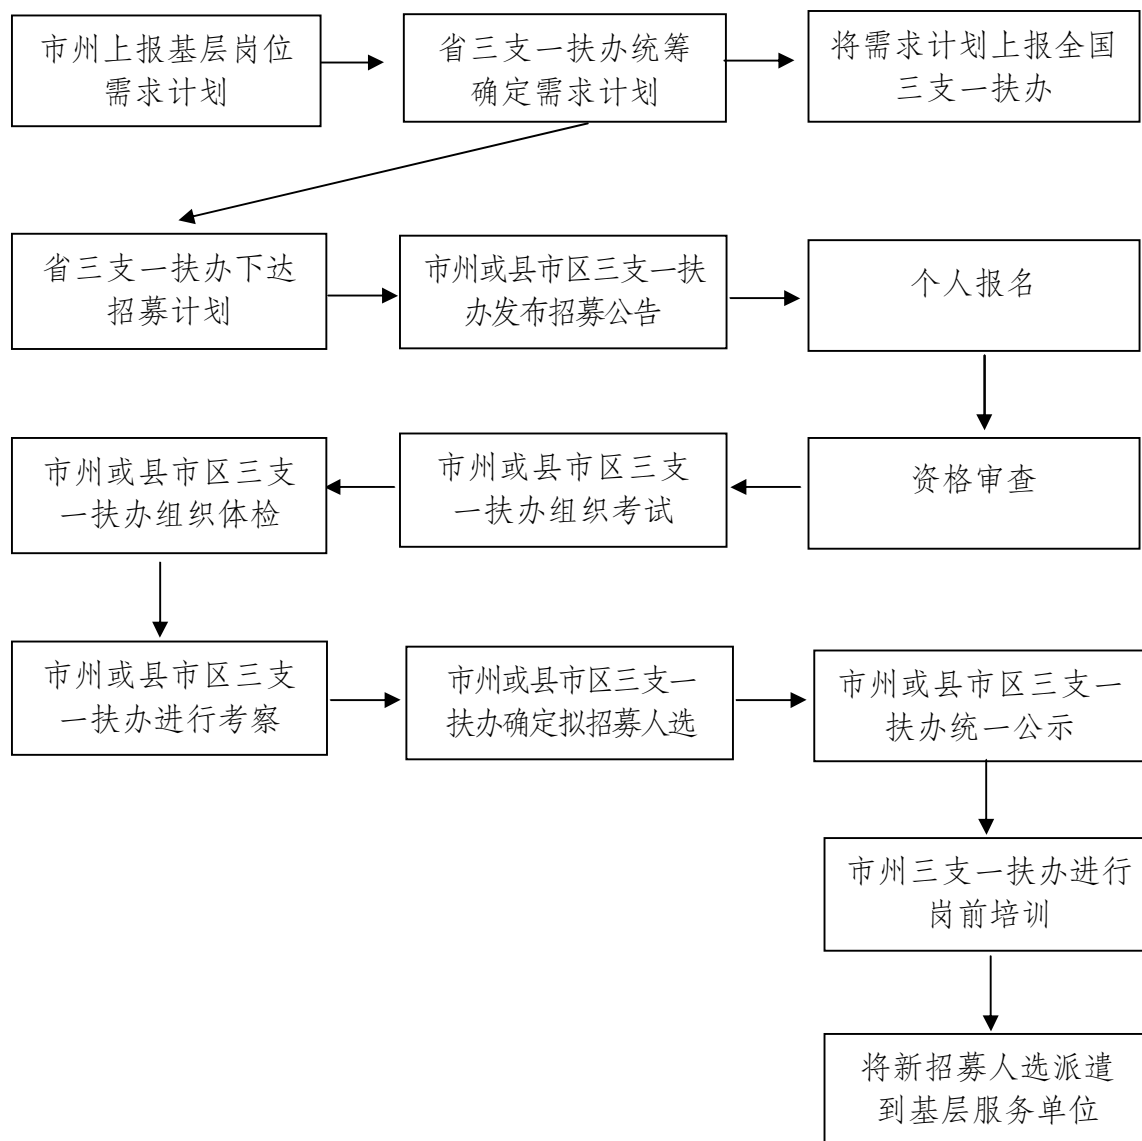 市州上报基层岗位
需求计划
省三支一扶办统筹
确定需求计划
将需求计划上报全国
三支一扶办
省三支一扶办下达
招募计划
市州或县市区三支一扶
办发布招募公告
个人报名
资格审查
市州或县市区三支
一扶办组织考试
市州或县市区三支
一扶办组织体检
市州或县市区三支
一扶办进行考察
市州或县市区三支一
扶办确定拟招募人选
市州或县市区三支一
扶办统一公示
市州三支一扶办进行
岗前培训
将新招募人选派遣
到基层服务单位